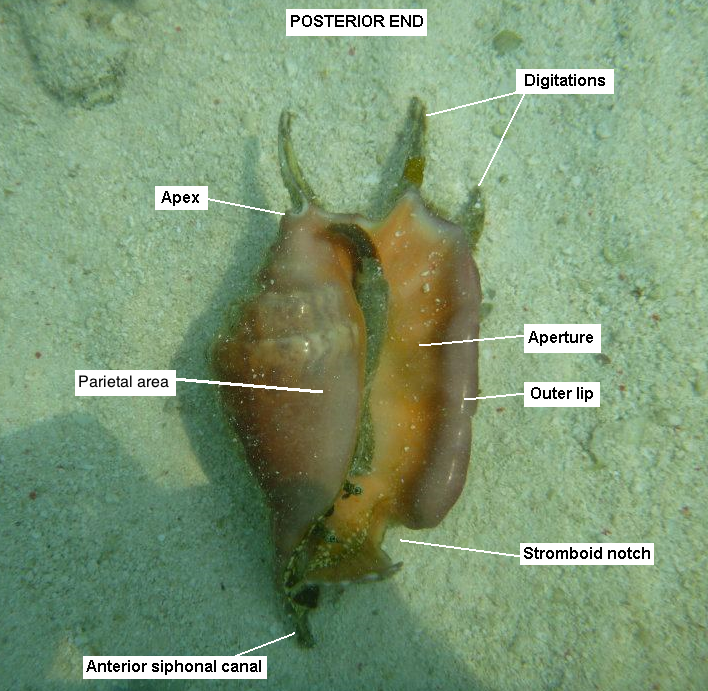 POSTERIOR END
Digitations
Apex
Aperture
Parietal area
Outer lip
Stromboid notch
Anterior siphonal canal